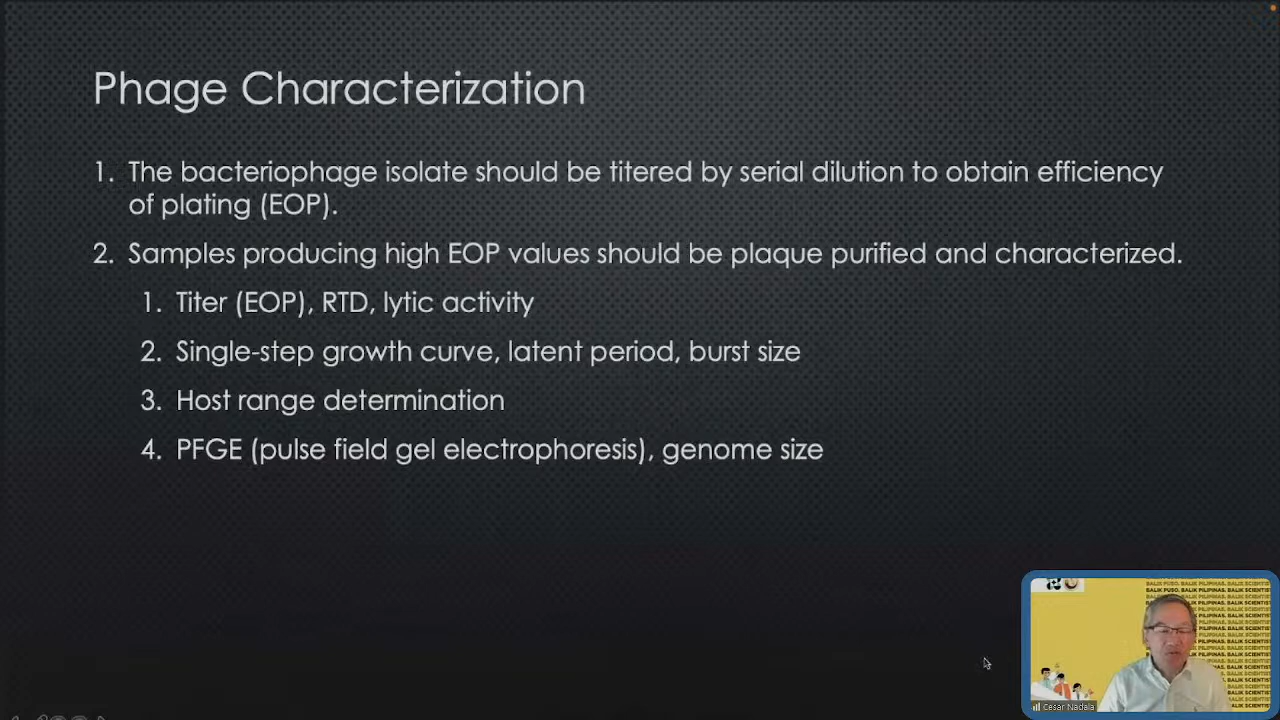 Phage Characterization
1. The bacteriophage isolate should be titered by serial dilution to obtain efficiency
of plating (EOP).
2. Samples producing high EOP values should be plaque purified and characterized.
1. Titer (EOP), RTD, lytic activity
2. Single-step growth curve, latent period, burst size
3. Host range determination
4. PFGE (pulse field gel electrophoresis), genome size
BALIK PUSO. BALIK PILIPINAS. BALIK SCIENTIST
Cesar Nadala